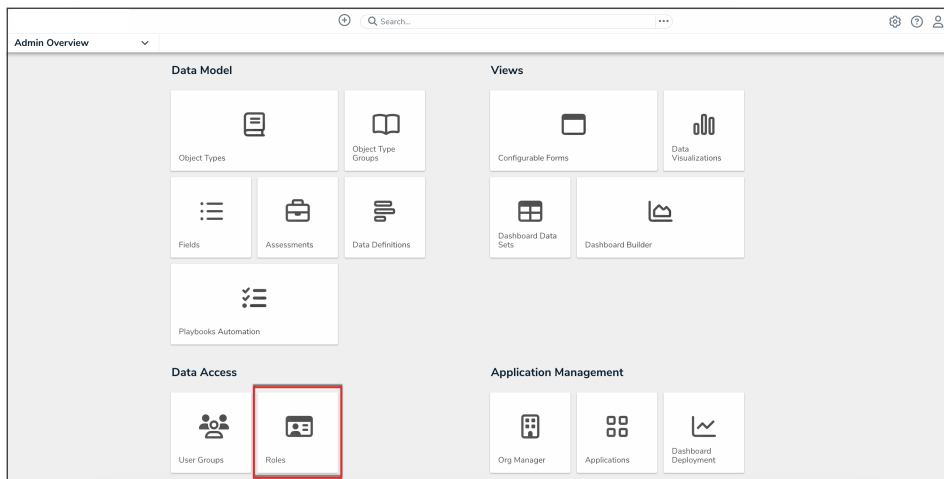 Search...
Admin Overview
Data Model
Views
Object Types
Object Type
Groups
Configurable Forms
Data
Visualizations
Fields
Assessments
Data Definitions
Dashboard Data
Sets
Dashboard Builder
Playbooks Automation
Data Access
Application Management
User Groups
Roles
Org Manager
Applications
Dashboard
Deployment